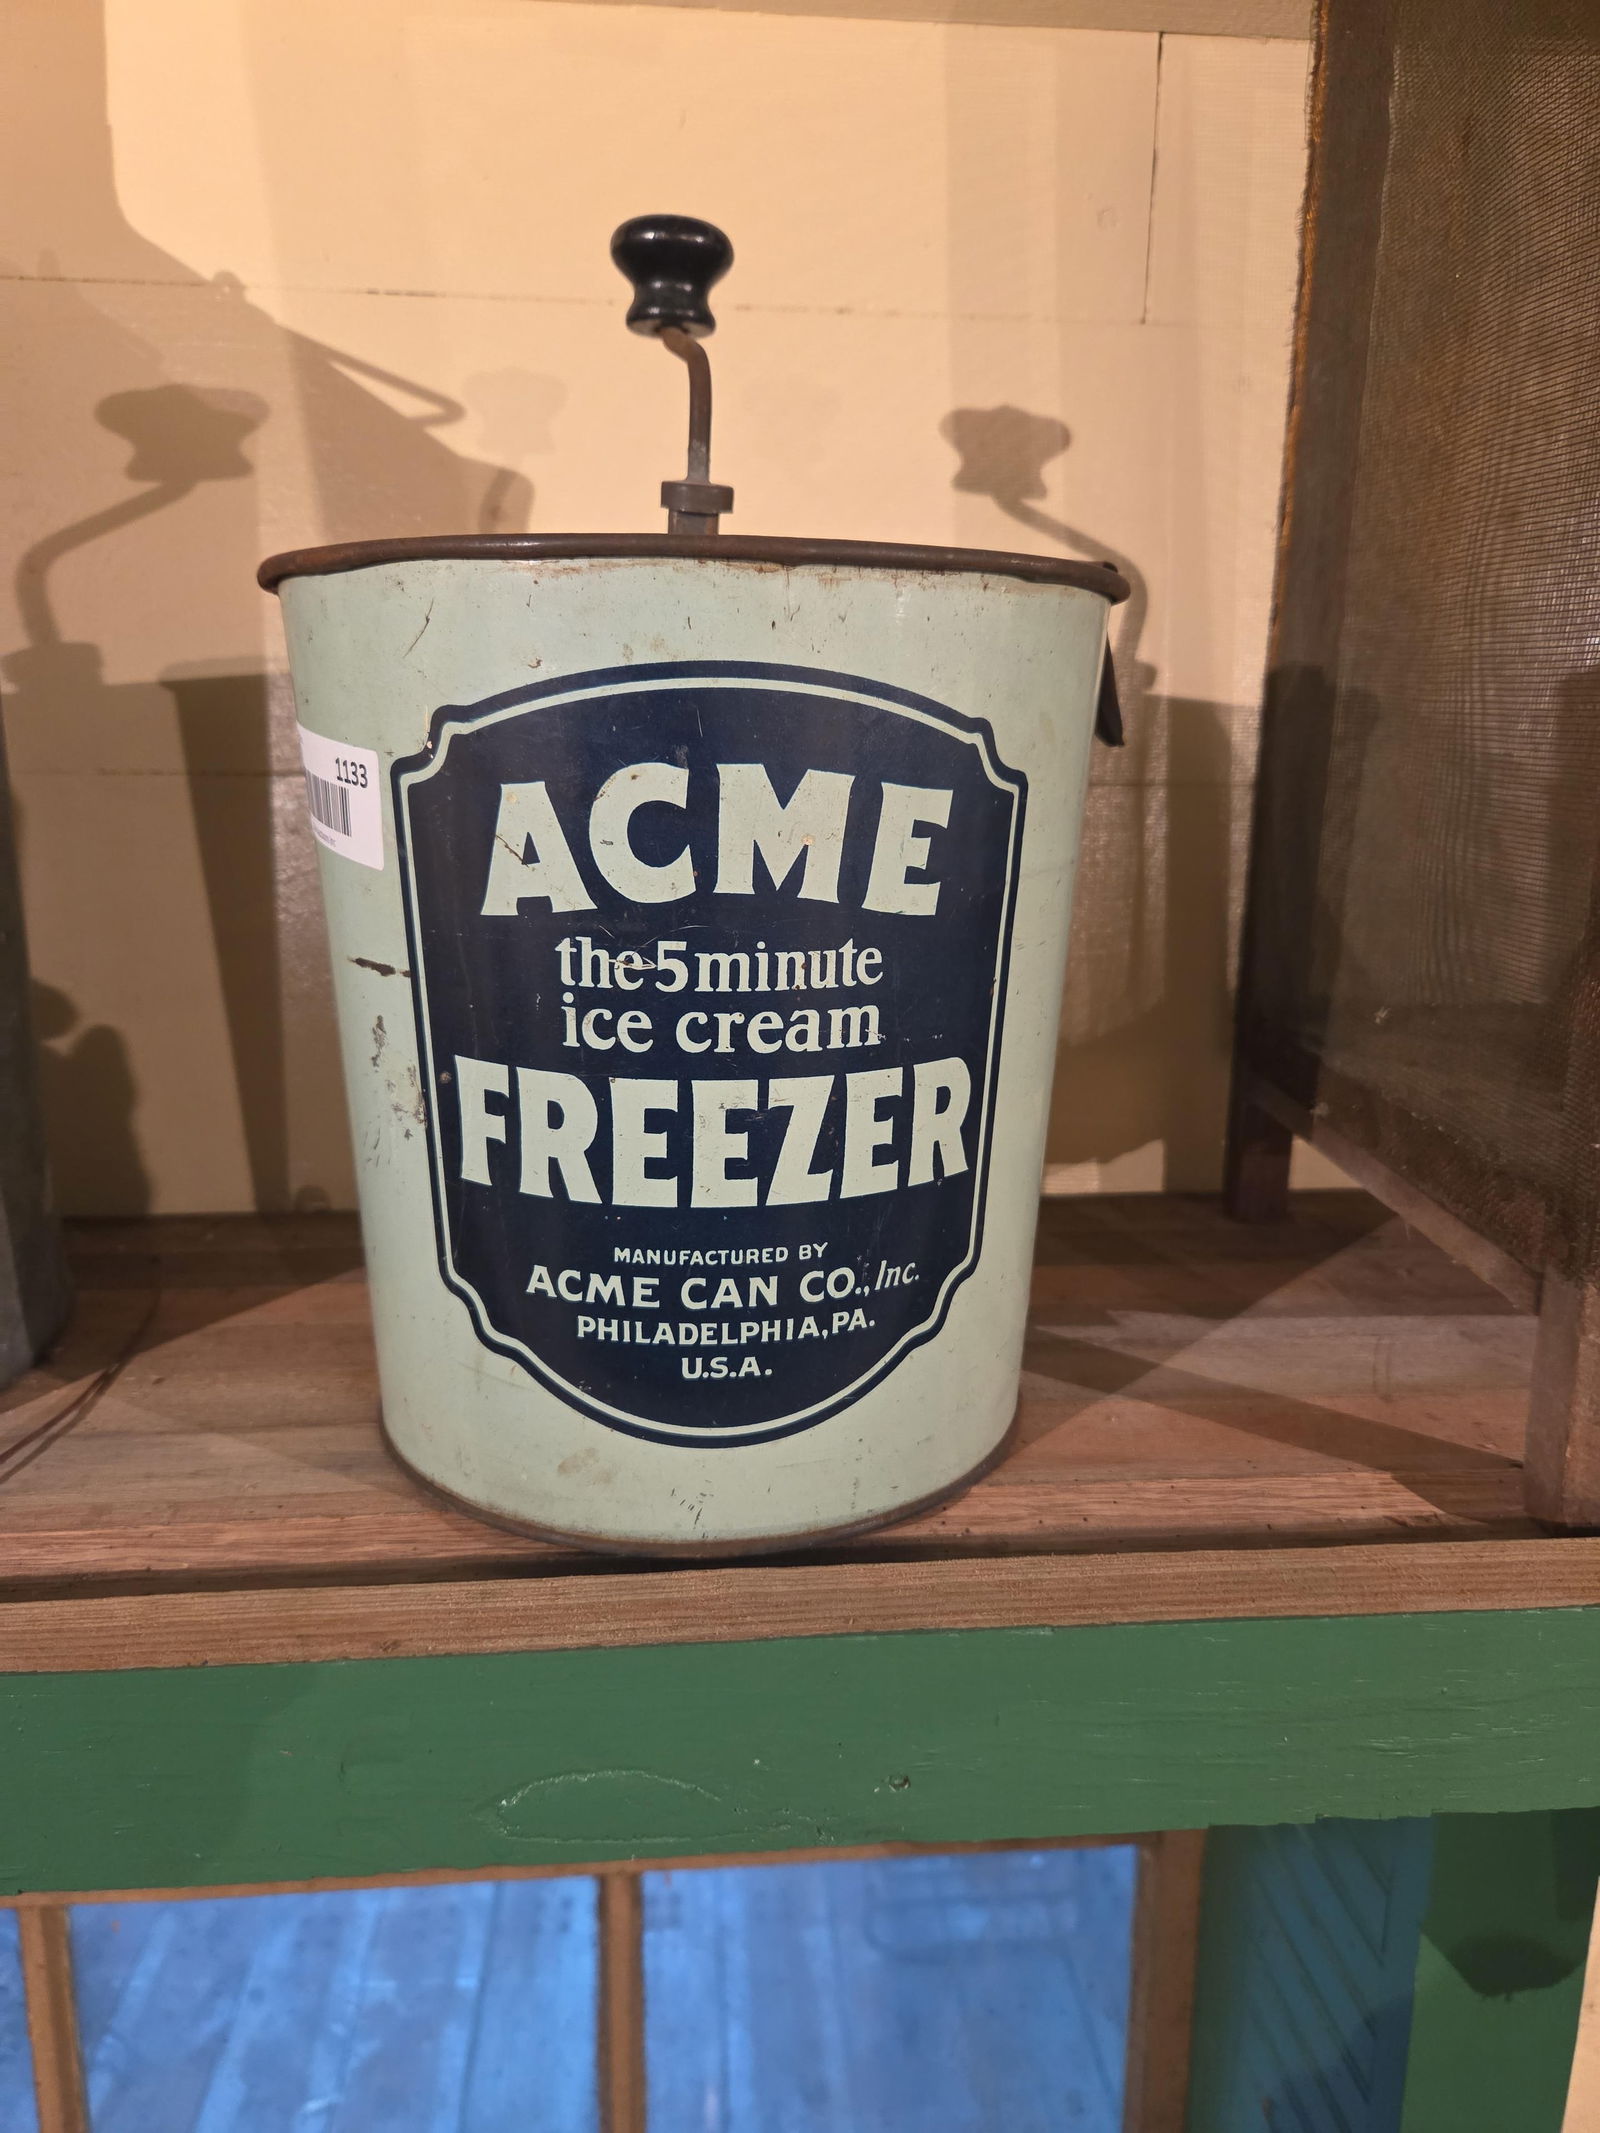 1133
ACME
the 5 minute
ice cream
FREEZER
MANUFACTURED BY
ACME CAN CO., Inc.
PHILADELPHIA, PA.
U.S.A.